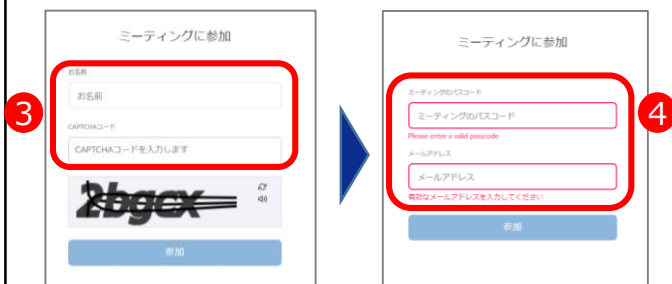 ミーティングに参加
お名前
お名前
CAPTCHAコード
CAPTCHAコードを入力します
2bgcx
参加
3
ミーティングに参加
ミーティングのパスコード
ミーティングのパスコード
Please enter a valid passcode
メールアドレス
メールアドレス
有効なメールアドレスを入力してください
参加
4